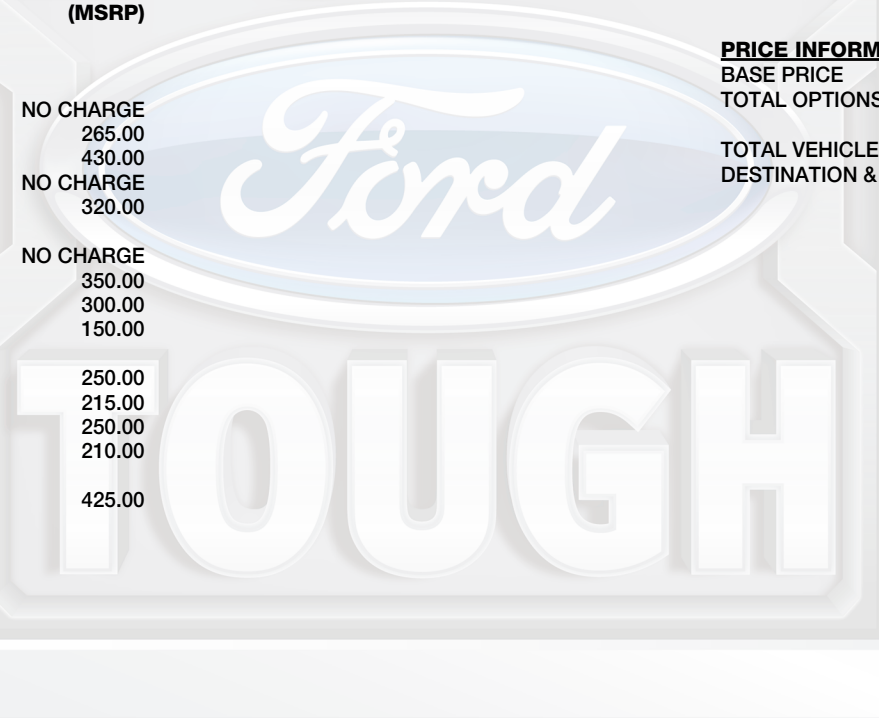 (MSRP)
NO CHARGE
265.00
430.00
NO CHARGE
320.00
NO CHARGE
350.00
300.00
150.00
250.00
215.00
250.00
210.00
425.00
PRICE INFORM
BASE PRICE
TOTAL OPTIONS
TOTAL VEHICLE
DESTINATION &
Ford
TOUGH